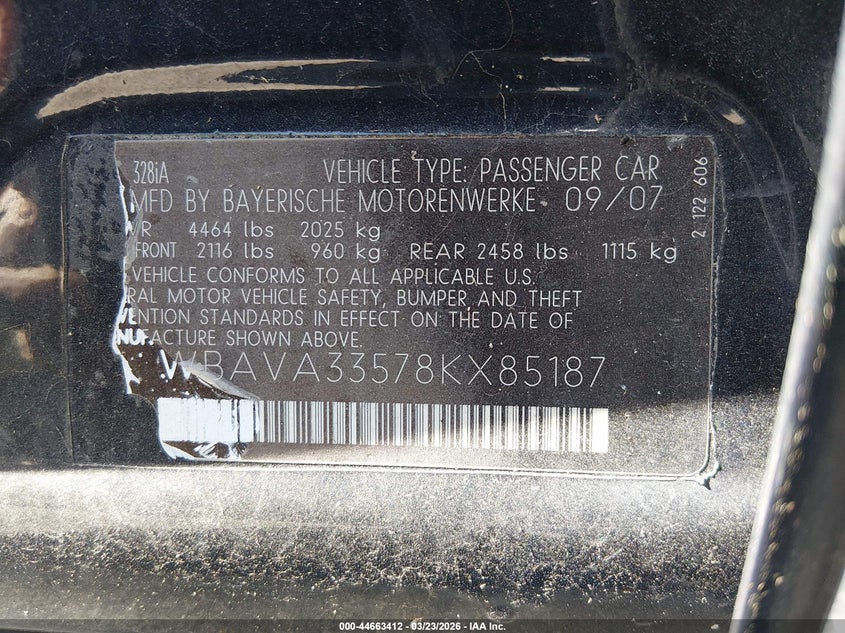 328iA VEHICLE TYPE: PASSENGER CAR
MFD BY BAYERISCHE MOTORENWERKE 09/07
VR 4464 lbs 2025 kg
FRONT 2116 lbs 960 kg REAR 2458 lbs 1115 kg
VEHICLE CONFORMS TO ALL APPLICABLE U.S.
RAL MOTOR VEHICLE SAFETY, BUMPER AND THEFT
VENTION STANDARDS IN EFFECT ON THE DATE OF
NUFACTURE SHOWN ABOVE.
WBAVA33578KX85187
2 122 606
000-44663412 - 03/23/2026 - IAA Inc.